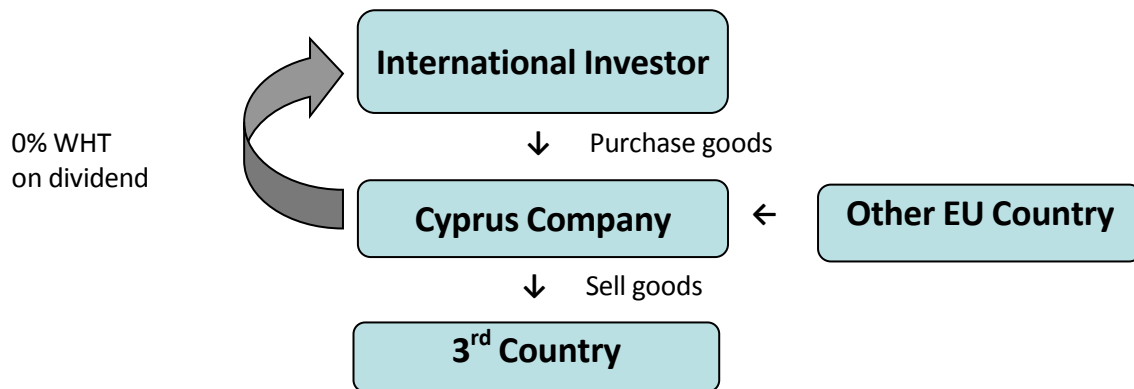 International Investor
0% WHT
on dividend
↓ Purchase goods
Cyprus Company ← Other EU Country
↓ Sell goods
3rd Country